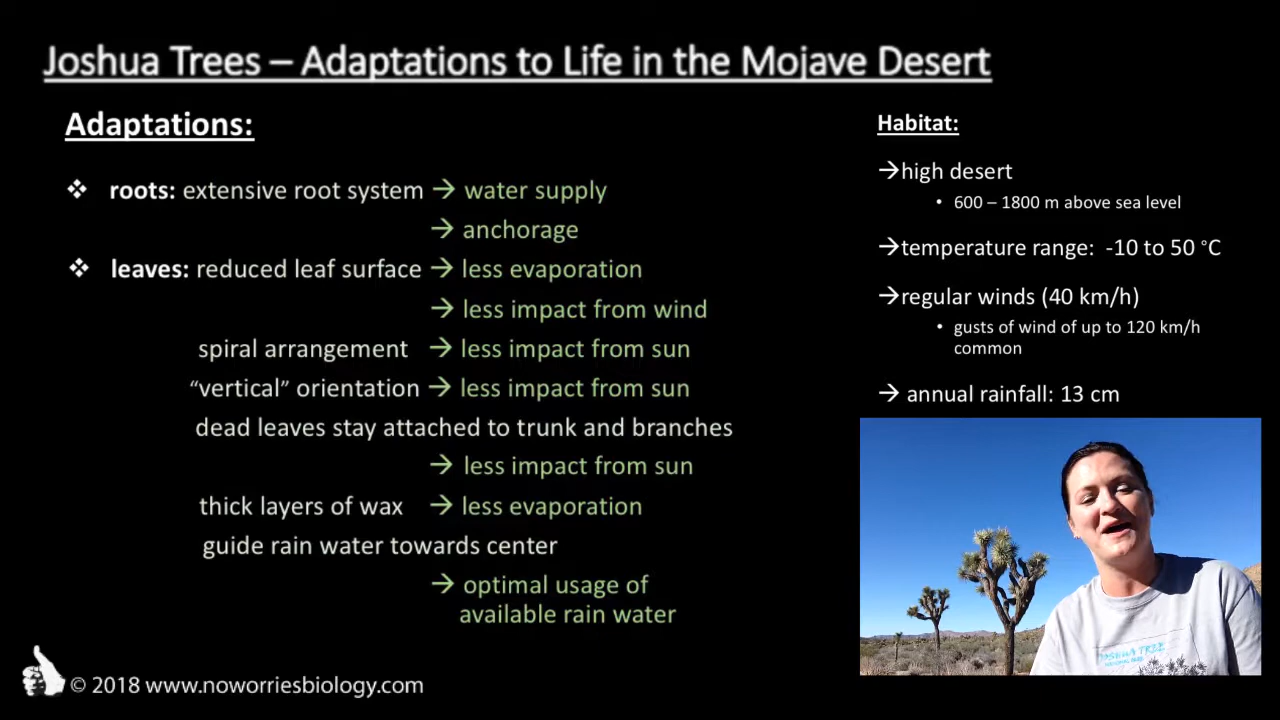 Joshua Trees – Adaptations to Life in the Mojave Desert
Adaptations:
❖ roots: extensive root system → water supply
→ anchorage
❖ leaves: reduced leaf surface → less evaporation
→ less impact from wind
spiral arrangement → less impact from sun
“vertical” orientation → less impact from sun
dead leaves stay attached to trunk and branches
→ less impact from sun
thick layers of wax → less evaporation
guide rain water towards center
→ optimal usage of
available rain water
Habitat:
→high desert
• 600 – 1800 m above sea level
→temperature range: -10 to 50 °C
→regular winds (40 km/h)
• gusts of wind of up to 120 km/h
common
→ annual rainfall: 13 cm
JOSHUA TREE
NATIONAL PARK
© 2018 www.noworriesbiology.com